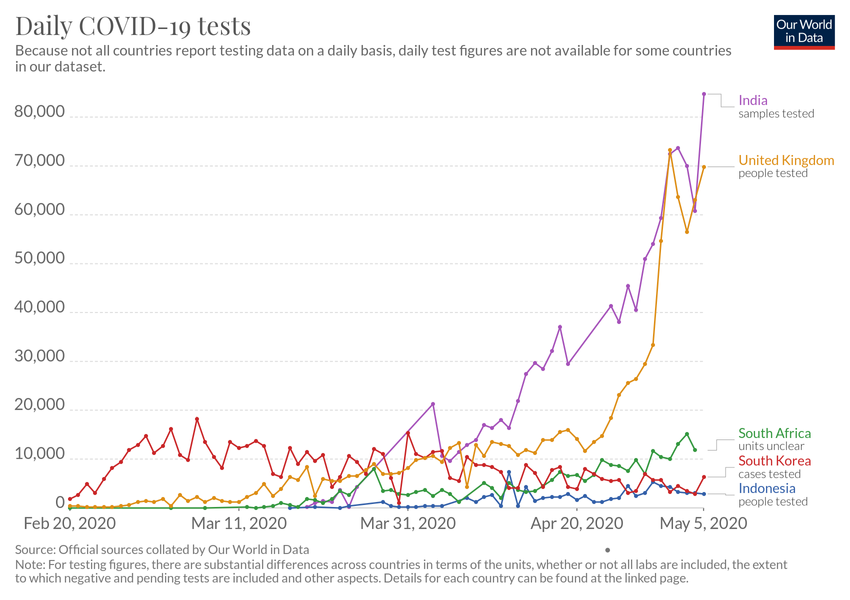 Daily COVID-19 tests
Our World
in Data
Because not all countries report testing data on a daily basis, daily test figures are not available for some countries
in our dataset.
80,000
70,000
60,000
50,000
40,000
30,000
20,000
10,000
0
India
samples tested
United Kingdom
people tested
South Africa
units unclear
South Korea
cases tested
Indonesia
people tested
Feb 20, 2020
Mar 11, 2020
Mar 31, 2020
Apr 20, 2020
May 5, 2020
Source: Official sources collated by Our World in Data
Note: For testing figures, there are substantial differences across countries in terms of the units, whether or not all labs are included, the extent
to which negative and pending tests are included and other aspects. Details for each country can be found at the linked page.